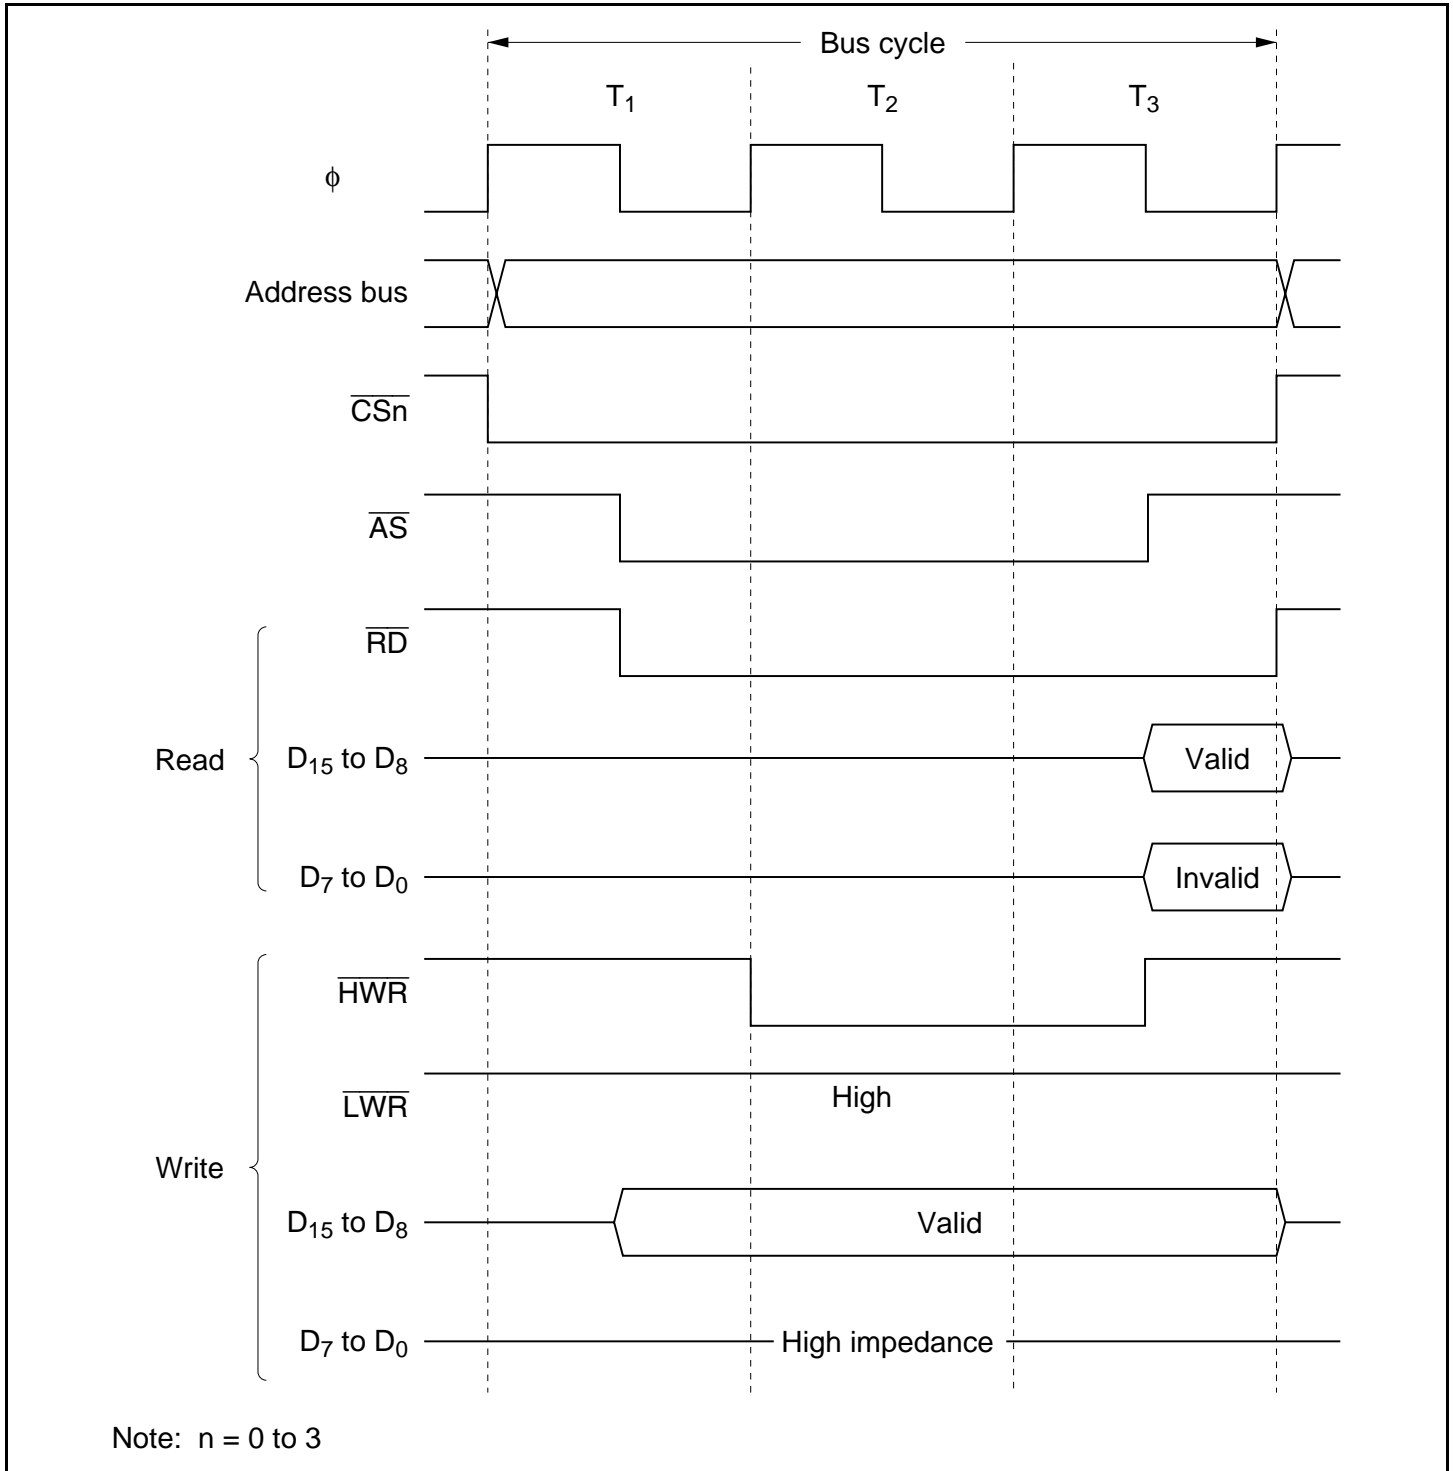 Bus cycle
T1 T2 T3
ϕ
Address bus
CSn
AS
RD
Read
D15 to D8 Valid
D7 to D0 Invalid
HWR
LWR High
Write
D15 to D8 Valid
D7 to D0 High impedance
Note: n = 0 to 3